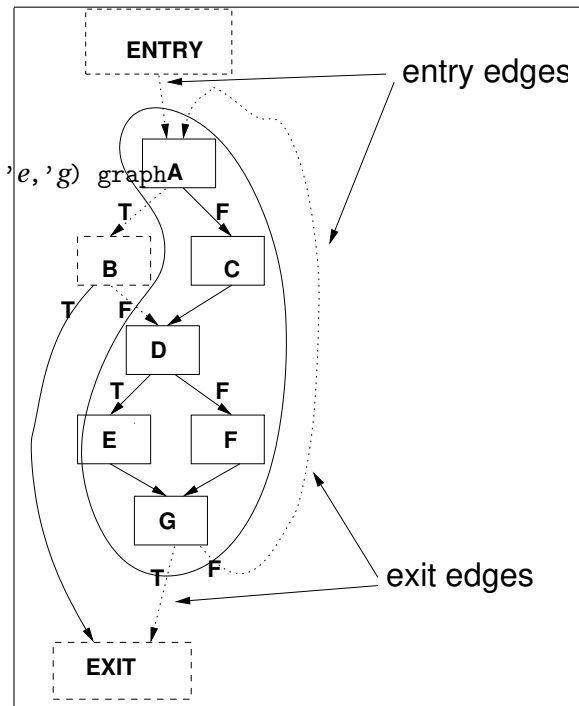 ENTRY
entry edges
'e,'g) graph
A
T
F
B
C
T
F
D
T
F
E
F
G
T
F
exit edges
EXIT